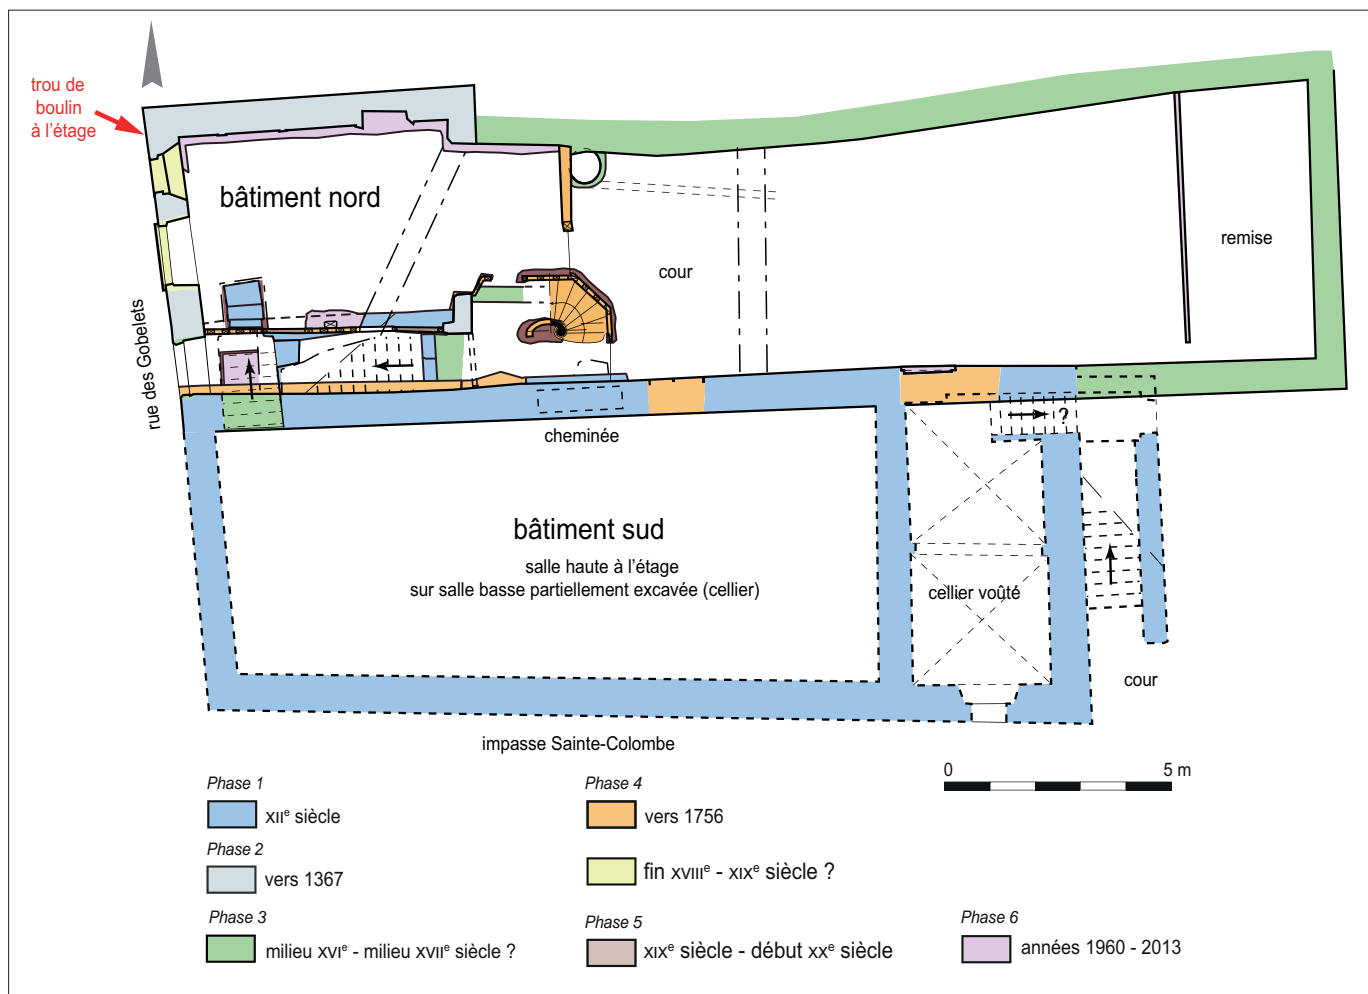 trou de
boulin
à l’étage
bâtiment nord
cour
remise
rue des Gobelets
cheminée
?
bâtiment sud
salle haute à l’étage
sur salle basse partiellement excavée (cellier)
cellier voûté
cour
impasse Sainte-Colombe
0 5 m
Phase 1
XIIe siècle
Phase 2
vers 1367
Phase 3
milieu XVIe - milieu XVIIe siècle ?
Phase 4
vers 1756
fin XVIIIe - XIXe siècle ?
Phase 5
XIXe siècle - début XXe siècle
Phase 6
années 1960 - 2013